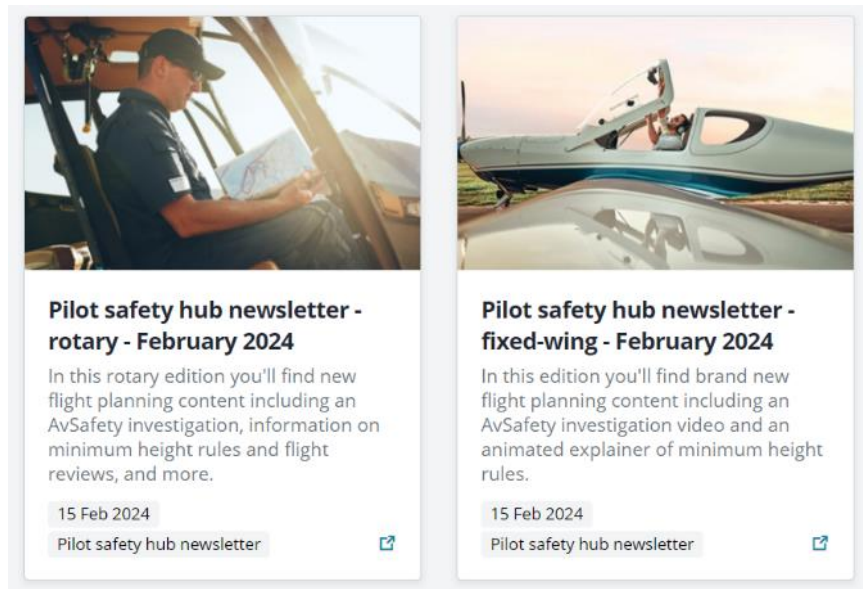 Pilot safety hub newsletter -
rotary - February 2024
In this rotary edition you'll find new
flight planning content including an
AvSafety investigation, information on
minimum height rules and flight
reviews, and more.
15 Feb 2024
Pilot safety hub newsletter
Pilot safety hub newsletter -
fixed-wing - February 2024
In this edition you'll find brand new
flight planning content including an
AvSafety investigation video and an
animated explainer of minimum height
rules.
15 Feb 2024
Pilot safety hub newsletter